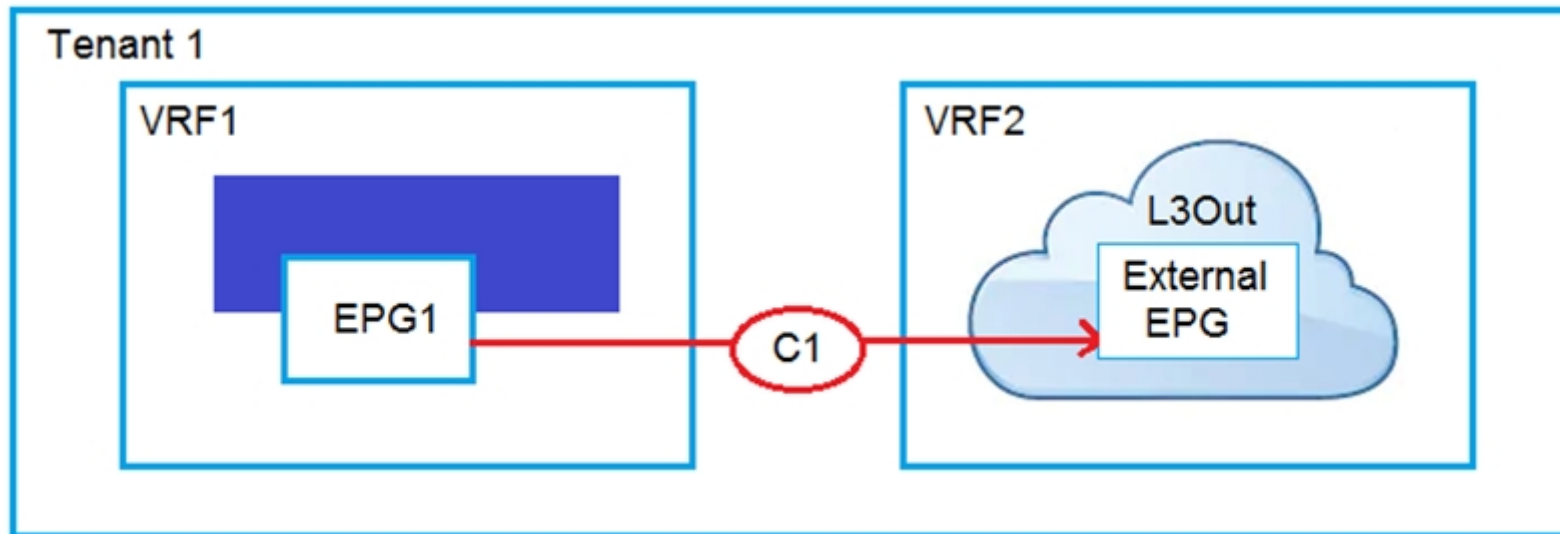 Tenant 1
VRF1
VRF2
L3Out
External
EPG
EPG1
C1